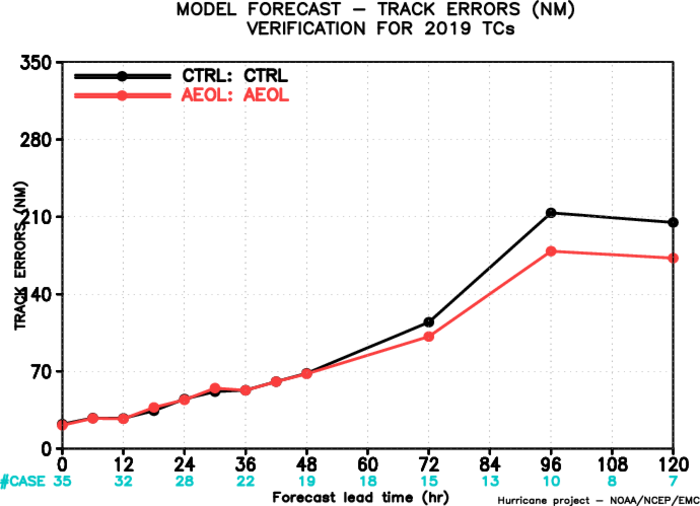 MODEL FORECAST – TRACK ERRORS (NM)
VERIFICATION FOR 2019 TCs
350
CTRL: CTRL
AEOL: AEOL
280
210
140
70
0
TRACK ERRORS (NM)
0 12 24 36 48 60 72 84 96 108 120
#CASE 35 32 28 22 19 18 15 13 10 8 7
Forecast lead time (hr)
Hurricane project – NOAA/NCEP/EMC